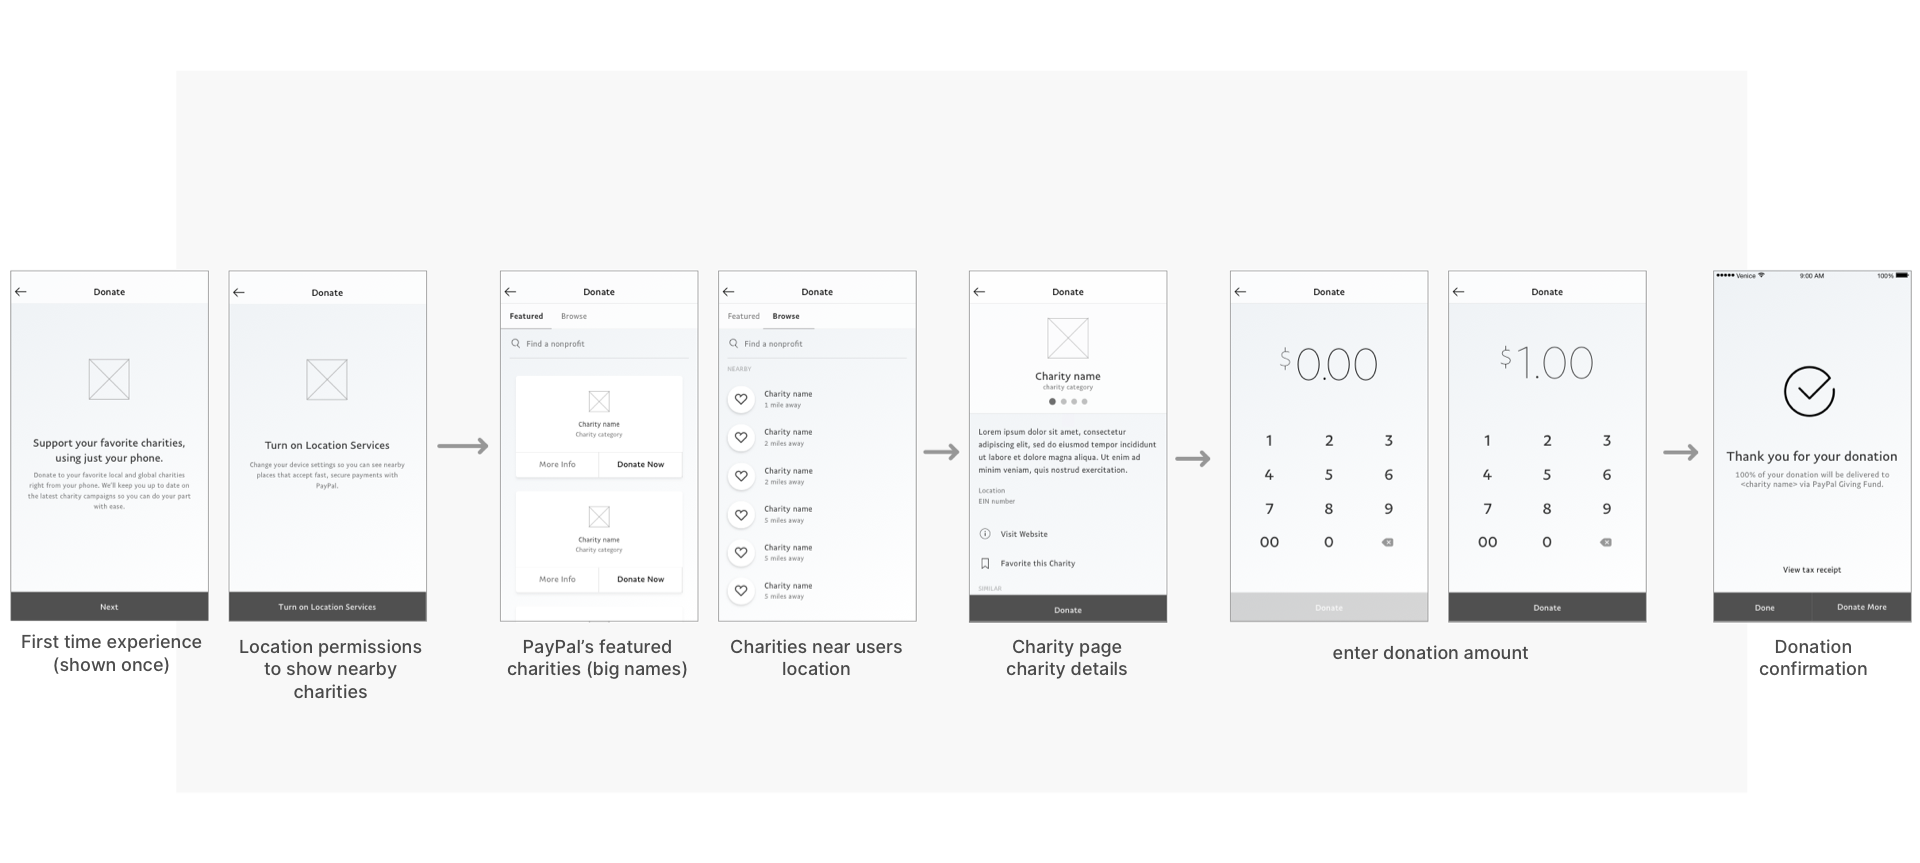 Donate
Support your favorite charities,
using just your phone.
Donate to your favorite local and global charities
right from your phone. We'll keep you up to date on
the latest charity campaigns so you can do your part
with ease.
Next
First time experience
(shown once)
Donate
Turn on Location Services
Change your device settings so you can see nearby
places that accept fast, secure payments with
PayPal.
Turn on Location Services
Location permissions
to show nearby
charities
Donate
Featured Browse
Find a nonprofit
Charity name
Charity category
More Info Donate Now
Charity name
Charity category
More Info Donate Now
PayPal’s featured
charities (big names)
Donate
Featured Browse
Find a nonprofit
NEARBY
Charity name
1 mile away
Charity name
2 miles away
Charity name
2 miles away
Charity name
5 miles away
Charity name
5 miles away
Charity name
5 miles away
Charities near users
location
Donate
Charity name
charity category
Lorem ipsum dolor sit amet, consectetur
adipiscing elit, sed do eiusmod tempor incididunt
ut labore et dolore magna aliqua. Ut enim ad
minim veniam, quis nostrud exercitation.
Location
EIN number
Visit Website
Favorite this Charity
SIMILAR
Donate
Charity page
charity details
Donate
$0.00
1 2 3
4 5 6
7 8 9
00 0
Donate
Donate
$1.00
1 2 3
4 5 6
7 8 9
00 0
Donate
enter donation amount
Venice 9:00 AM 100%
Thank you for your donation
100% of your donation will be delivered to
<charity name> via PayPal Giving Fund.
View tax receipt
Done Donate More
Donation
confirmation